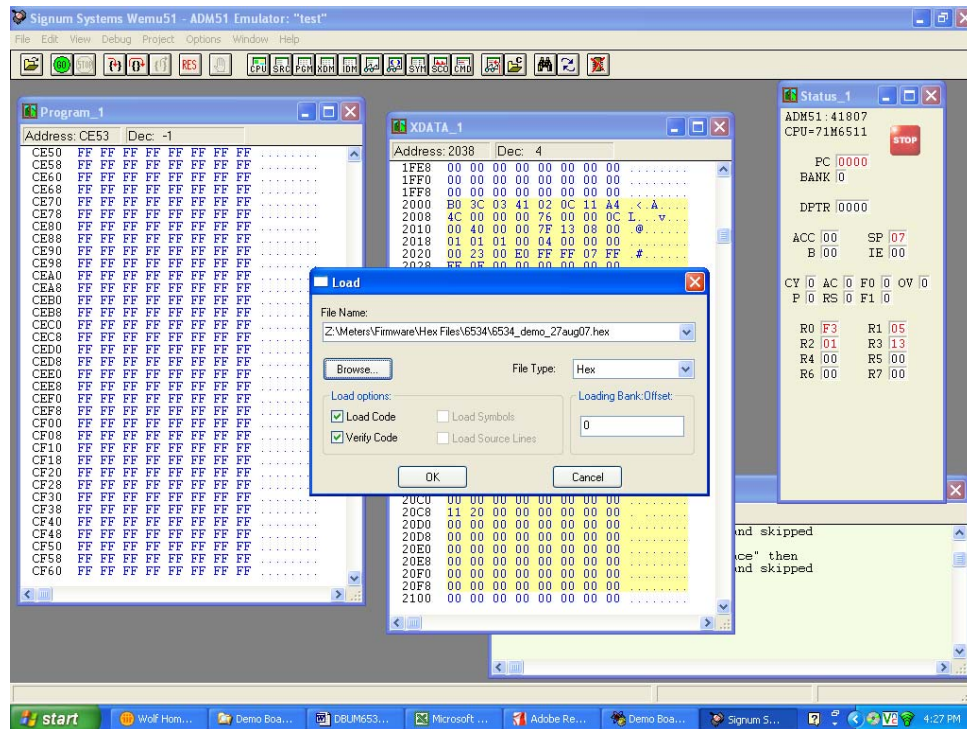 Signum Systems Wemu51 - ADM51 Emulator: "test"
File Edit View Debug Project Options Window Help
GO STOP RES CPU SRC PGM XDM IDM SYM SCO CMD
Program_1
Address: CE53 Dec: -1
CE50 FF FF FF FF FF FF FF FF ........
CE58 FF FF FF FF FF FF FF FF ........
CE60 FF FF FF FF FF FF FF FF ........
CE68 FF FF FF FF FF FF FF FF ........
CE70 FF FF FF FF FF FF FF FF ........
CE78 FF FF FF FF FF FF FF FF ........
CE80 FF FF FF FF FF FF FF FF ........
CE88 FF FF FF FF FF FF FF FF ........
CE90 FF FF FF FF FF FF FF FF ........
CE98 FF FF FF FF FF FF FF FF ........
CEA0 FF FF FF FF FF FF FF FF ........
CEA8 FF FF FF FF FF FF FF FF ........
CEB0 FF FF FF FF FF FF FF FF ........
CEB8 FF FF FF FF FF FF FF FF ........
CEC0 FF FF FF FF FF FF FF FF ........
CEC8 FF FF FF FF FF FF FF FF ........
CED0 FF FF FF FF FF FF FF FF ........
CED8 FF FF FF FF FF FF FF FF ........
CEE0 FF FF FF FF FF FF FF FF ........
CEE8 FF FF FF FF FF FF FF FF ........
CEF0 FF FF FF FF FF FF FF FF ........
CEF8 FF FF FF FF FF FF FF FF ........
CF00 FF FF FF FF FF FF FF FF ........
CF08 FF FF FF FF FF FF FF FF ........
CF10 FF FF FF FF FF FF FF FF ........
CF18 FF FF FF FF FF FF FF FF ........
CF20 FF FF FF FF FF FF FF FF ........
CF28 FF FF FF FF FF FF FF FF ........
CF30 FF FF FF FF FF FF FF FF ........
CF38 FF FF FF FF FF FF FF FF ........
CF40 FF FF FF FF FF FF FF FF ........
CF48 FF FF FF FF FF FF FF FF ........
CF50 FF FF FF FF FF FF FF FF ........
CF58 FF FF FF FF FF FF FF FF ........
CF60 FF FF FF FF FF FF FF FF ........
XDATA_1
Address: 2038 Dec: 4
1FE8 00 00 00 00 00 00 00 00 ........
1FF0 00 00 00 00 00 00 00 00 ........
1FF8 00 00 00 00 00 00 00 00 ........
2000 B0 3C 03 41 02 0C 11 A4 .<.A....
2008 4C 00 00 00 76 00 00 0C L...v...
2010 00 40 00 00 7F 13 08 00 .@......
2018 01 01 01 00 04 00 00 00 ........
2020 00 23 00 E0 FF FF 07 FF .#......
2028 FF 0F 00 00 00 00 00 00
Load
File Name:
Z:\Meters\Firmware\Hex Files\6534\6534_demo_27aug07.hex
Browse... File Type: Hex
Load options:
Loading Bank:Offset:
Load Code Load Symbols
0
Verify Code Load Source Lines
OK Cancel
20C0 00 00 00 00 00 00 00 00
20C8 11 20 00 00 00 00 00 00 ........
20D0 00 00 00 00 00 00 00 00 ........
20D8 00 00 00 00 00 00 00 00 ........
20E0 00 00 00 00 00 00 00 00 ........
20E8 00 00 00 00 00 00 00 00 ........
20F0 00 00 00 00 00 00 00 00 ........
20F8 00 00 00 00 00 00 00 00 ........
2100 00 00 00 00 00 00 00 00 ........
Status_1
ADM51:41807
CPU=71M6511
STOP
PC 0000
BANK 0
DPTR 0000
ACC 00 SP 07
B 00 IE 00
CY 0 AC 0 F0 0 OV 0
P 0 RS 0 F1 0
R0 F3 R1 05
R2 01 R3 13
R4 00 R5 00
R6 00 R7 00
nd skipped
ce" then
nd skipped
start Wolf Hom... Demo Boa... DBUM653... Microsoft ... Adobe Re... Demo Boa... Signum S... 4:27 PM